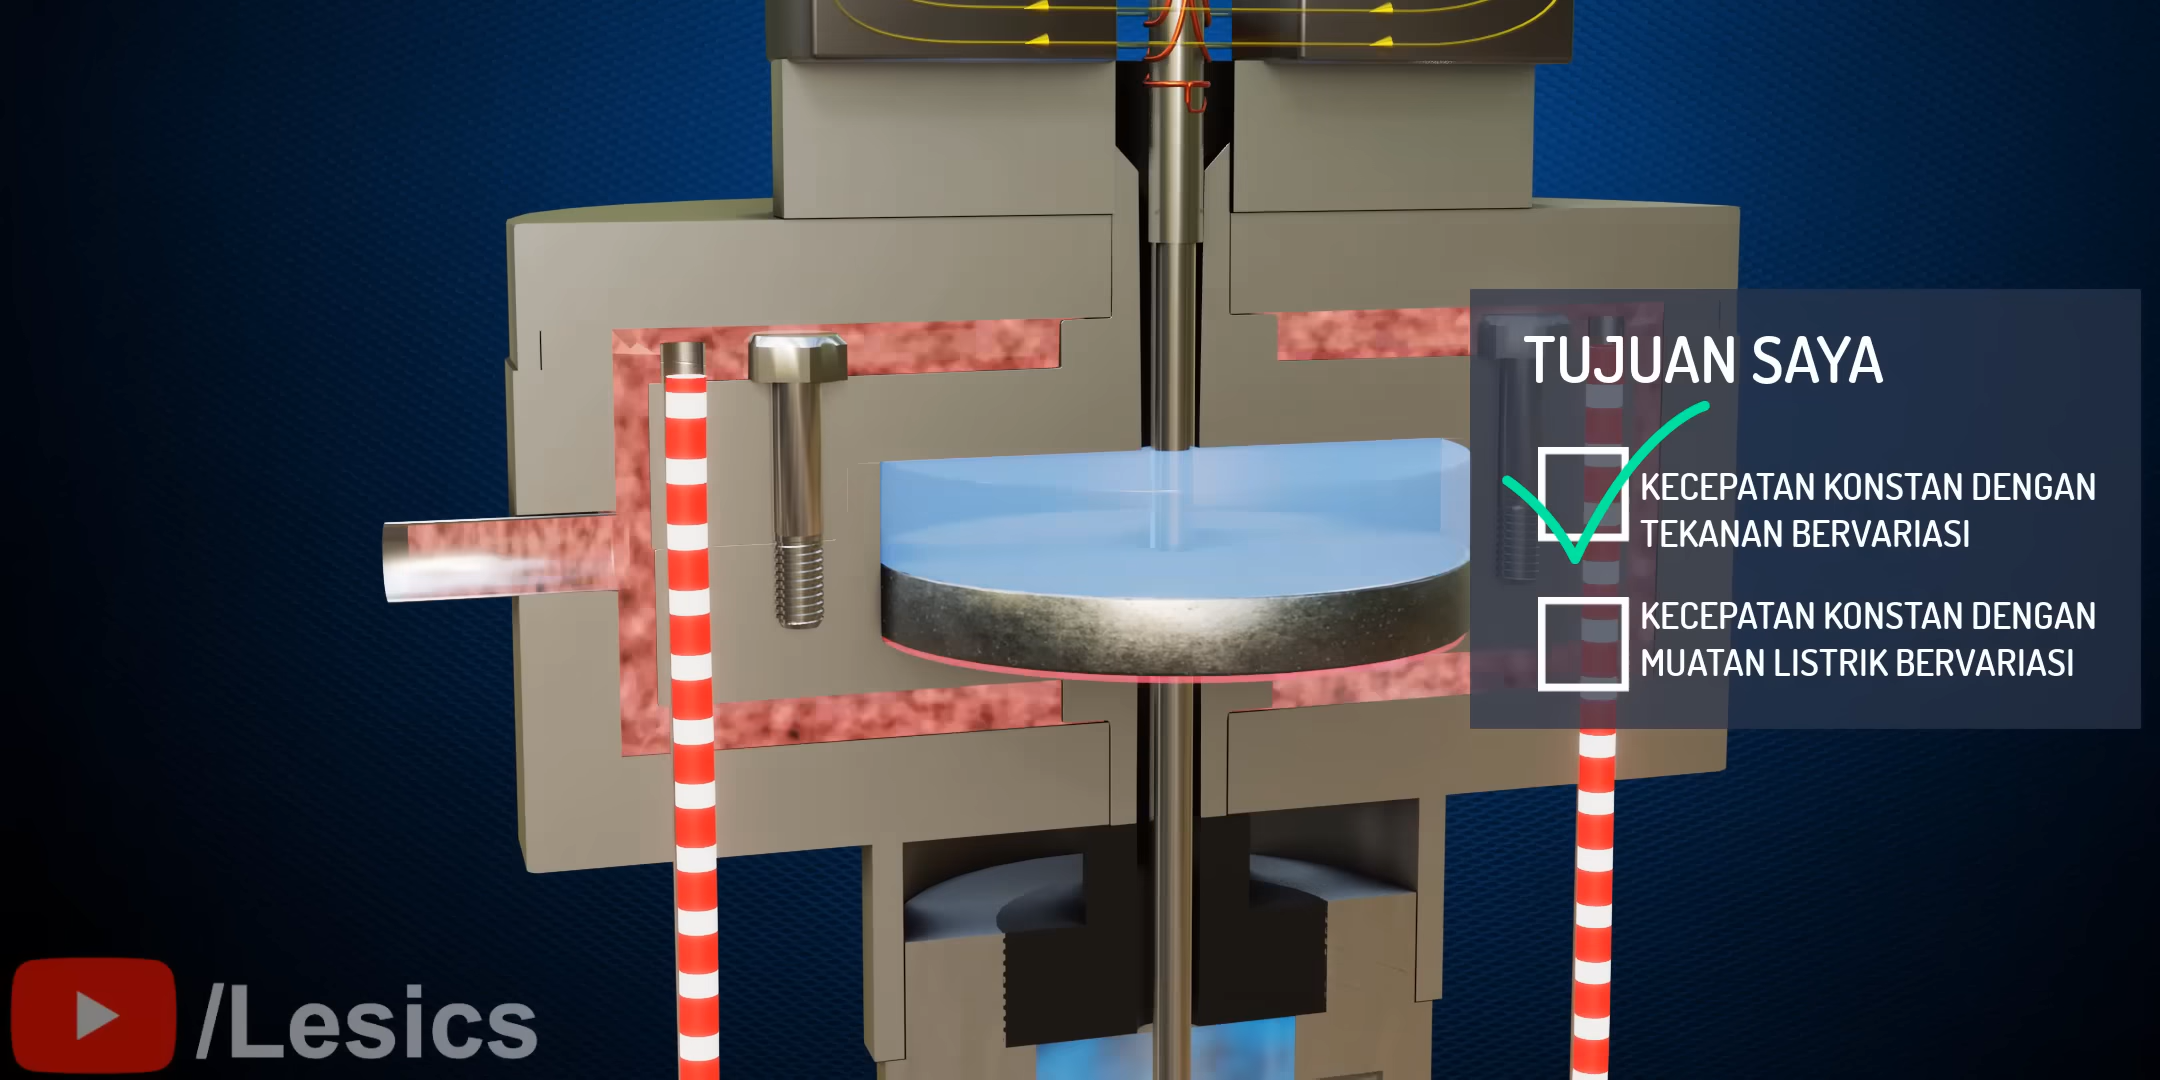 TUJUAN SAYA
KECEPATAN KONSTAN DENGAN
TEKANAN BERVARIASI
KECEPATAN KONSTAN DENGAN
MUATAN LISTRIK BERVARIASI
/Lesics